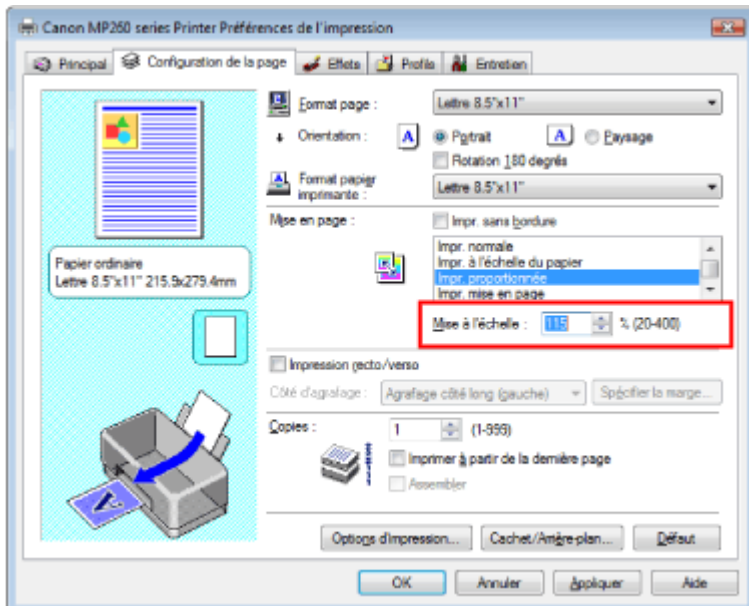 Canon MP260 series Printer Préférences de l'impression
Principal Configuration de la page Effets Profile Entretien
Format page : Lettre 8.5"x11"
Orientation : A Portrait A Paysage
Rotation 180 degrés
Format papier imprimante : Lettre 8.5"x11"
Mise en page : Impr. sans bordure
Impr. normale
Impr. à l'échelle du papier
Impr. proportionnée
Impr. mise en page
Papier ordinaire
Lettre 8.5"x11" 215.9x279.4mm
Mise à l'échelle : 115 % (20-400)
Impression recto/verso
Côté d'agrafage : Agrafage côté long (gauche) Spécifier la marge...
Copies : 1 (1-999)
Imprimer à partir de la dernière page
Assembler
Options d'impression... Cachet/Arrière-plan... Défaut
OK Annuler Appliquer Aide